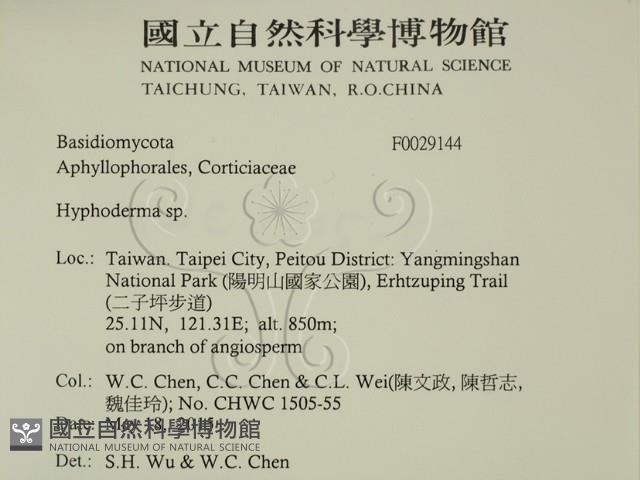 國立自然科學博物館
NATIONAL MUSEUM OF NATURAL SCIENCE
TAICHUNG, TAIWAN, R.O.CHINA
Basidiomycota F0029144
Aphyllophorales, Corticiaceae
Hyphoderma sp.
Loc.: Taiwan. Taipei City, Peitou District: Yangmingshan
National Park (陽明山國家公園), Erhtzuping Trail
(二子坪步道)
25.11N, 121.31E; alt. 850m;
on branch of angiosperm
Col.: W.C. Chen, C.C. Chen & C.L. Wei(陳文政, 陳哲志,
魏佳玲); No. CHWC 1505-55
Date: May 18, 2015
國立自然科學博物館
NATIONAL MUSEUM OF NATURAL SCIENCE
Det.: S.H. Wu & W.C. Chen